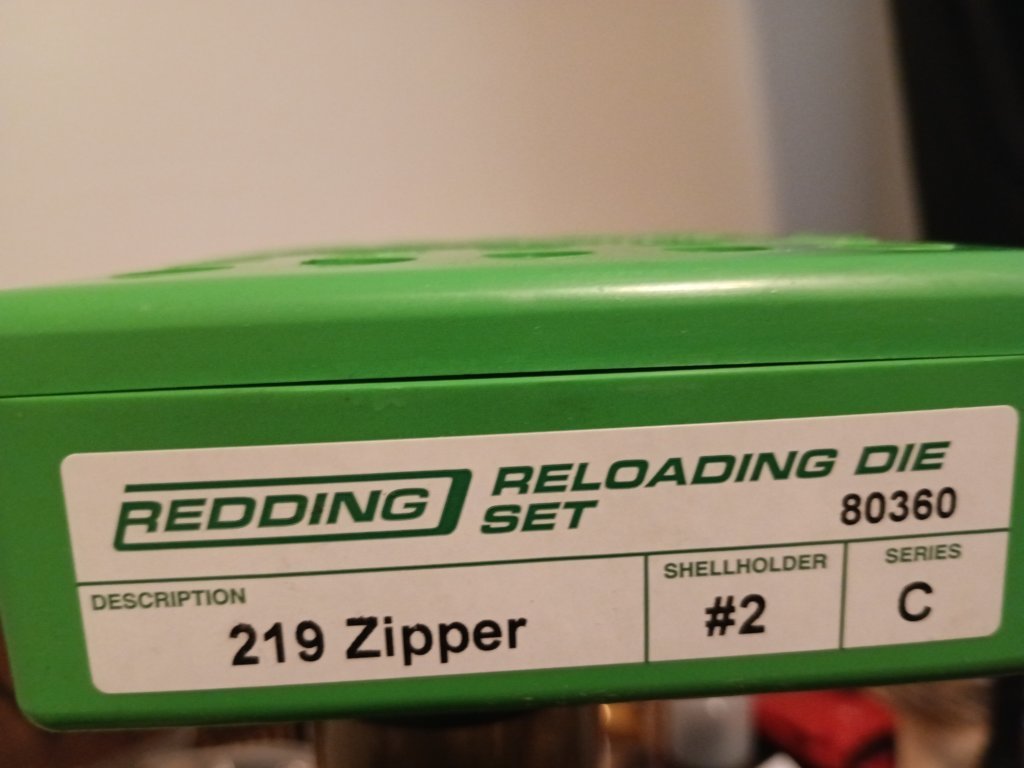 REDDING RELOADING DIE
SET 80360
DESCRIPTION SHELLHOLDER SERIES
219 Zipper #2 C